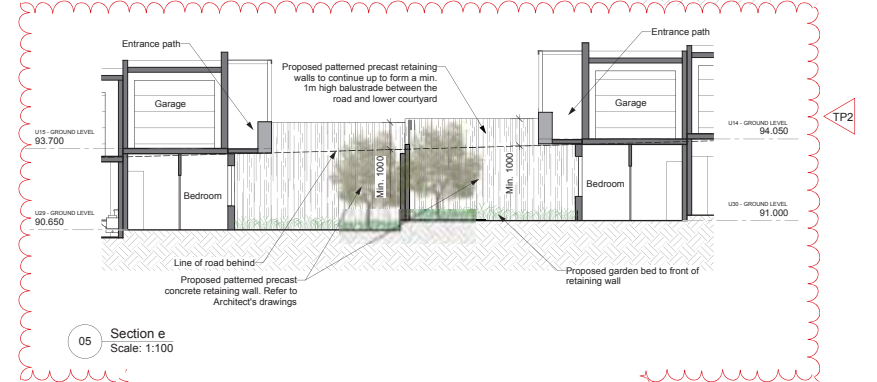 Entrance path
Entrance path
Proposed patterned precast retaining
walls to continue up to form a min.
1m high balustrade between the
road and lower courtyard
Garage
Garage
TP2
U15 - GROUND LEVEL
93.700
U14 - GROUND LEVEL
94.050
Min. 1000
Min. 1000
Bedroom
Bedroom
U29 - GROUND LEVEL
90.650
U30 - GROUND LEVEL
91.000
Line of road behind
Proposed patterned precast
concrete retaining wall. Refer to
Architect's drawings
Proposed garden bed to front of
retaining wall
05
Section e
Scale: 1:100